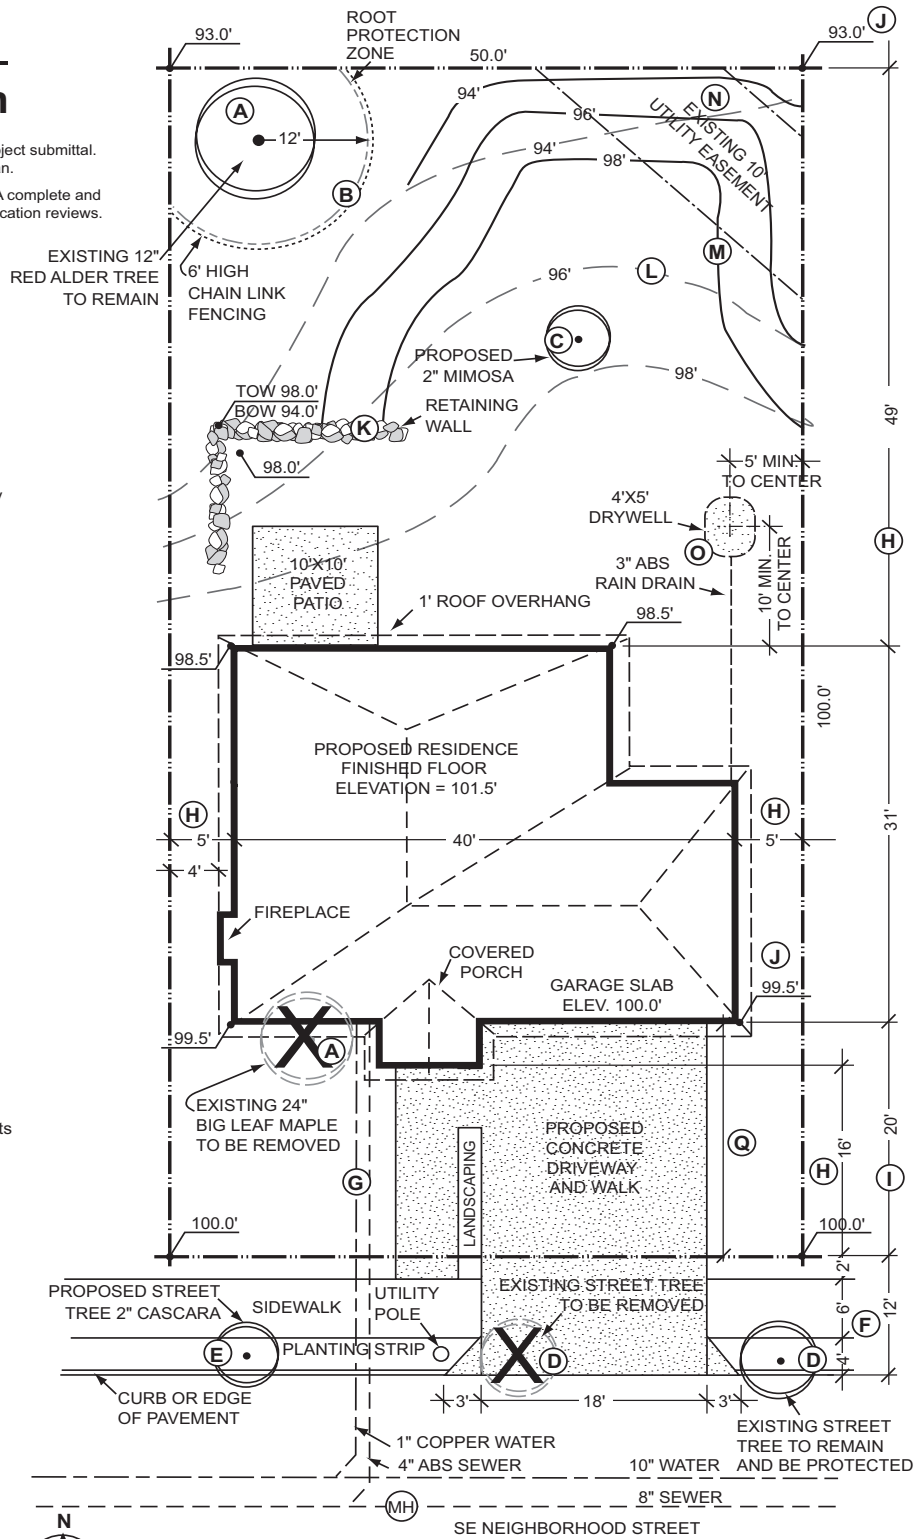 ROOT
PROTECTION
ZONE
J
93.0'
93.0'
50.0'
n
A
12'
94'
96'
N
EXISTING 10'
UTILITY EASEMENT
oject submittal.
an.
A complete and
cation reviews.
94'
98'
B
EXISTING 12"
RED ALDER TREE
TO REMAIN
6' HIGH
CHAIN LINK
FENCING
M
L
96'
C
PROPOSED
2" MIMOSA
98'
TOW 98.0'
BOW 94.0'
RETAINING
WALL
K
49'
98.0'
5' MIN.
TO CENTER
4'X5'
DRYWELL
O
H
10' MIN.
TO CENTER
3" ABS
RAIN DRAIN
10'X10'
PAVED
PATIO
1' ROOF OVERHANG
98.5'
98.5'
100.0'
PROPOSED RESIDENCE
FINISHED FLOOR
ELEVATION = 101.5'
H
H
5'
40'
5'
31'
4'
FIREPLACE
COVERED
PORCH
J
GARAGE SLAB
ELEV. 100.0'
99.5'
99.5'
A
EXISTING 24"
BIG LEAF MAPLE
TO BE REMOVED
ts
PROPOSED
CONCRETE
DRIVEWAY
AND WALK
LANDSCAPING
Q
16'
20'
G
H
I
100.0'
100.0'
2'
PROPOSED STREET
TREE 2" CASCARA
SIDEWALK
UTILITY
POLE
EXISTING STREET TREE
TO BE REMOVED
6'
12'
F
E
PLANTING STRIP
D
D
4'
CURB OR EDGE
OF PAVEMENT
3'
18'
3'
EXISTING STREET
TREE TO REMAIN
AND BE PROTECTED
1" COPPER WATER
4" ABS SEWER
10" WATER
8" SEWER
MH
N
SE NEIGHBORHOOD STREET